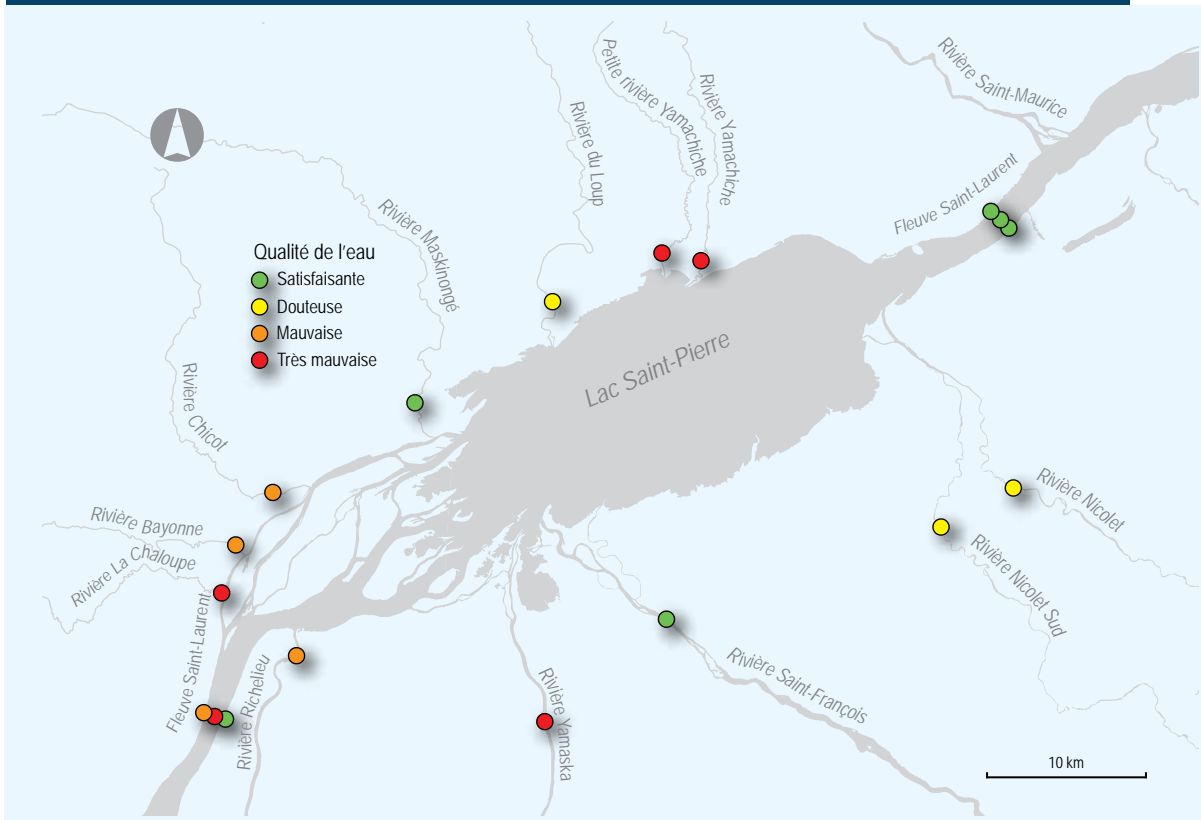 Rivière Saint-Maurice
Petite rivière Yamachiche
Rivière Yamachiche
Rivière du Loup
Fleuve Saint-Laurent
Rivière Maskinongé
Qualité de l'eau
Satisfaisante
Douteuse
Mauvaise
Très mauvaise
Lac Saint-Pierre
Rivière Chicot
Rivière Nicolet
Rivière Bayonne
Rivière La Chaloupe
Rivière Nicolet Sud
Fleuve Saint-Laurent
Rivière Richelieu
Rivière Yamaska
Rivière Saint-François
10 km